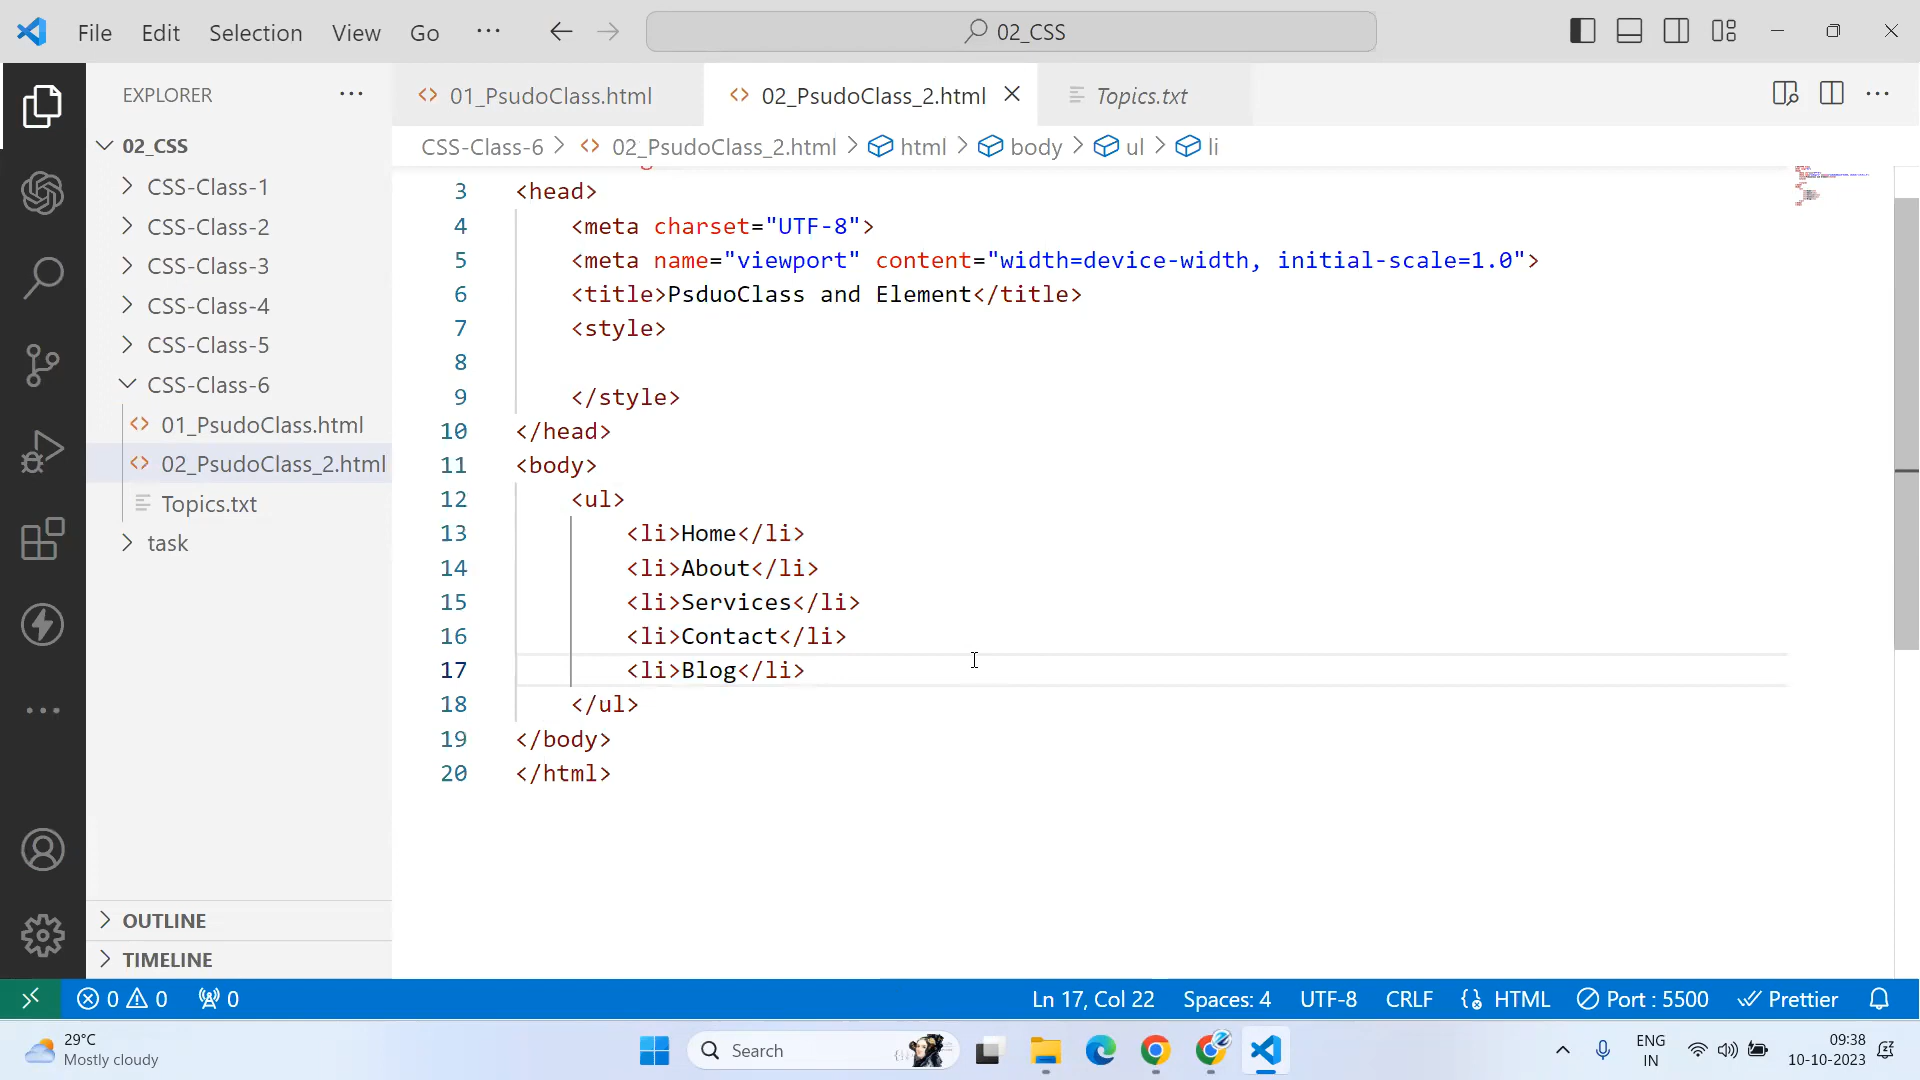 File Edit Selection View Go ··· 02_CSS
EXPLORER ···
02_CSS
CSS-Class-1
CSS-Class-2
CSS-Class-3
CSS-Class-4
CSS-Class-5
CSS-Class-6
01_PsudoClass.html
02_PsudoClass_2.html
Topics.txt
task
OUTLINE
TIMELINE
01_PsudoClass.html 02_PsudoClass_2.html Topics.txt
CSS-Class-6 > 02_PsudoClass_2.html > html > body > ul > li
3 <head>
4 <meta charset="UTF-8">
5 <meta name="viewport" content="width=device-width, initial-scale=1.0">
6 <title>PsduoClass and Element</title>
7 <style>
8
9 </style>
10 </head>
11 <body>
12 <ul>
13 <li>Home</li>
14 <li>About</li>
15 <li>Services</li>
16 <li>Contact</li>
17 <li>Blog</li>
18 </ul>
19 </body>
20 </html>
0 0 0 Ln 17, Col 22 Spaces: 4 UTF-8 CRLF HTML Port : 5500 Prettier
29°C
Mostly cloudy
Search
ENG
IN
09:38
10-10-2023